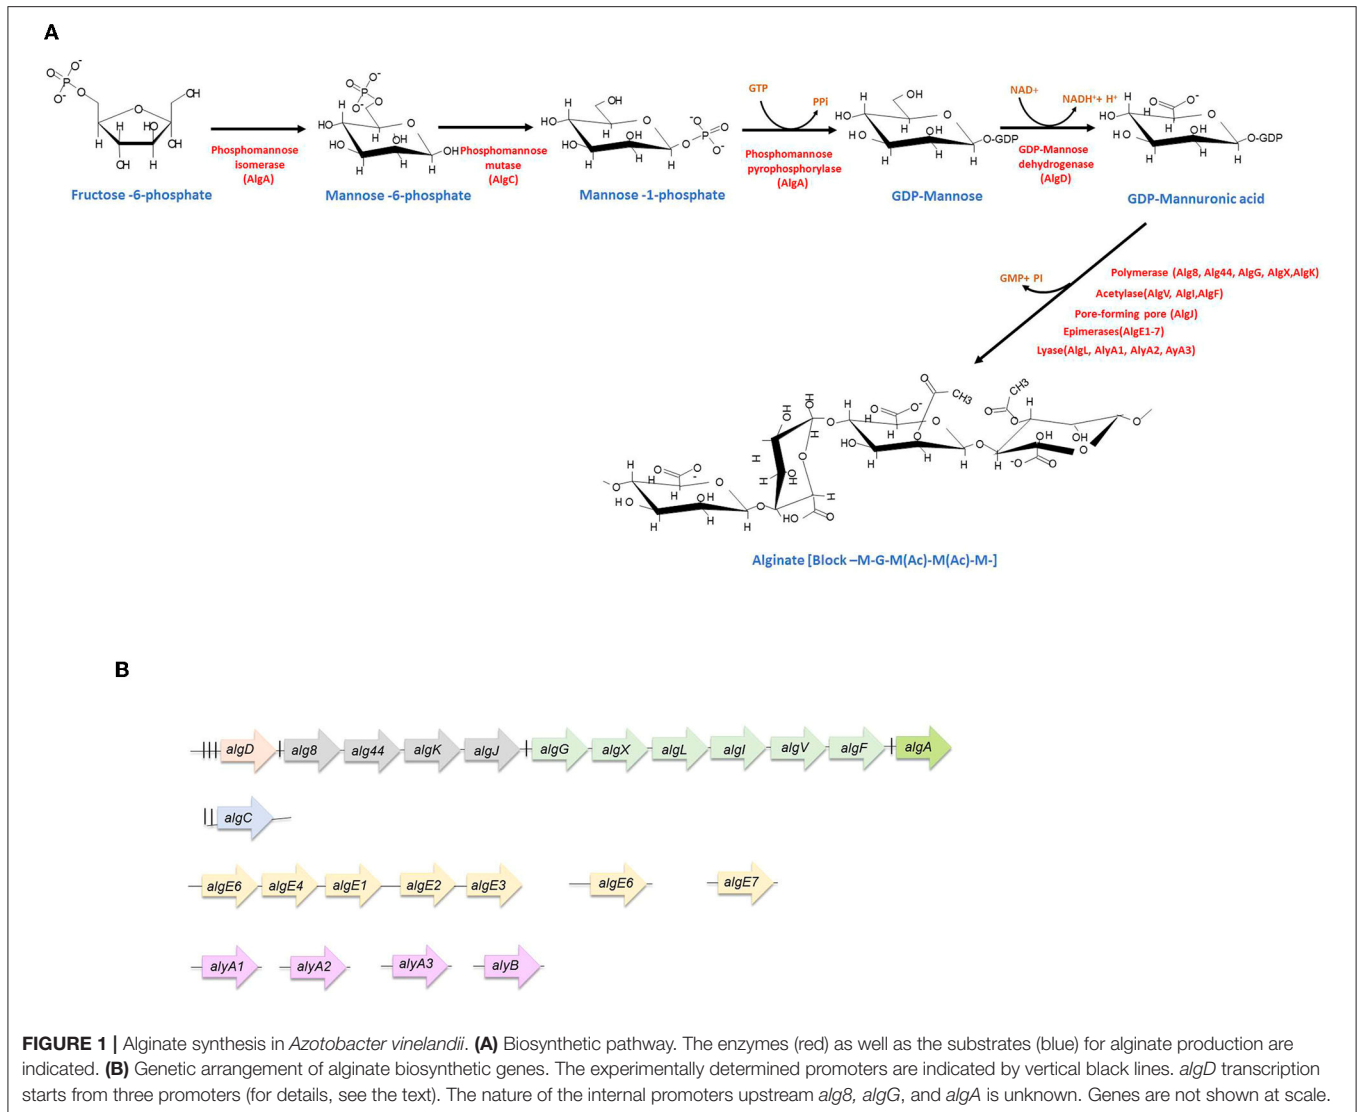 A
Fructose -6-phosphate
Phosphomannose
isomerase
(AlgA)
Mannose -6-phosphate
Phosphomannose
mutase
(AlgC)
Mannose -1-phosphate
GTP
PPi
Phosphomannose
pyrophosphorylase
(AlgA)
GDP-Mannose
NAD+
NADH⁺+ H⁺
GDP-Mannose
dehydrogenase
(AlgD)
O-GDP
O-GDP
GDP-Mannuronic acid
GMP+ PI
Polymerase (Alg8, Alg44, AlgG, AlgX,AlgK)
Acetylase(AlgV, AlgI,AlgF)
Pore-forming pore (AlgJ)
Epimerases(AlgE1-7)
Lyase(AlgL, AlyA1, AlyA2, AyA3)
CH3
CH3
Alginate [Block –M-G-M(Ac)-M(Ac)-M-]
B
algD alg8 alg44 algK algJ algG algX algL algI algV algF algA
algC
algE6 algE4 algE1 algE2 algE3 algE6 algE7
alyA1 alyA2 alyA3 alyB
FIGURE 1 | Alginate synthesis in Azotobacter vinelandii. (A) Biosynthetic pathway. The enzymes (red) as well as the substrates (blue) for alginate production are
indicated. (B) Genetic arrangement of alginate biosynthetic genes. The experimentally determined promoters are indicated by vertical black lines. algD transcription
starts from three promoters (for details, see the text). The nature of the internal promoters upstream alg8, algG, and algA is unknown. Genes are not shown at scale.